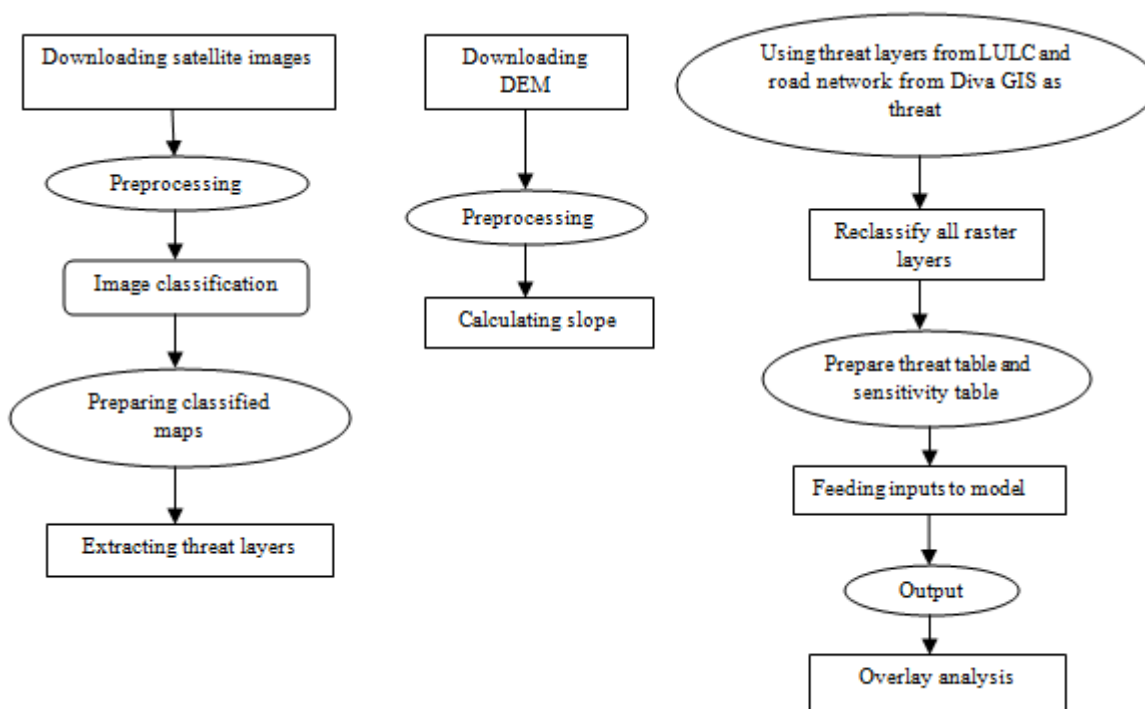 Downloading satellite images
Preprocessing
Image classification
Preparing classified
maps
Extracting threat layers
Downloading
DEM
Preprocessing
Calculating slope
Using threat layers from LULC and
road network from Diva GIS as
threat
Reclassify all raster
layers
Prepare threat table and
sensitivity table
Feeding inputs to model
Output
Overlay analysis